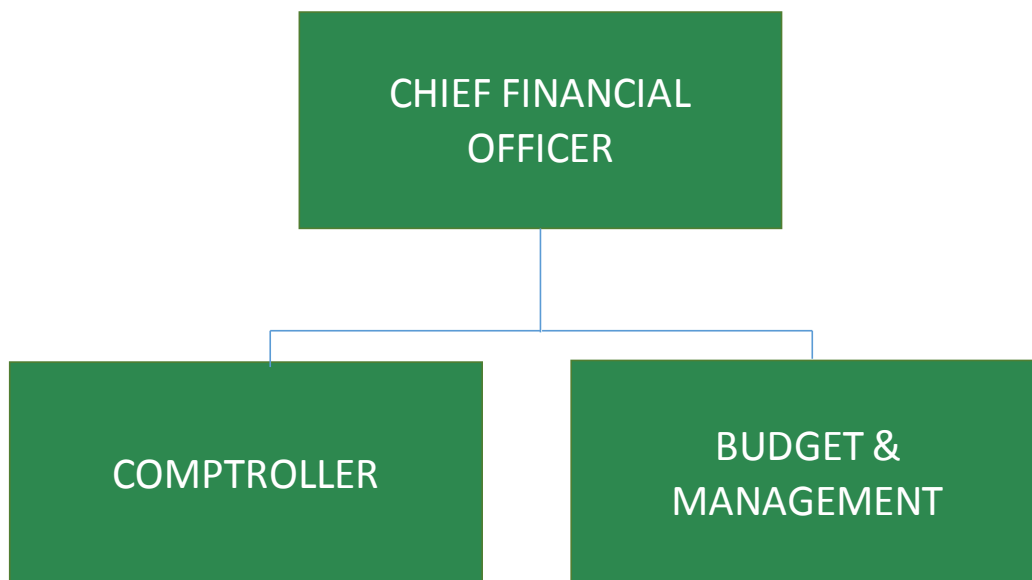 CHIEF FINANCIAL
OFFICER
COMPTROLLER
BUDGET &
MANAGEMENT